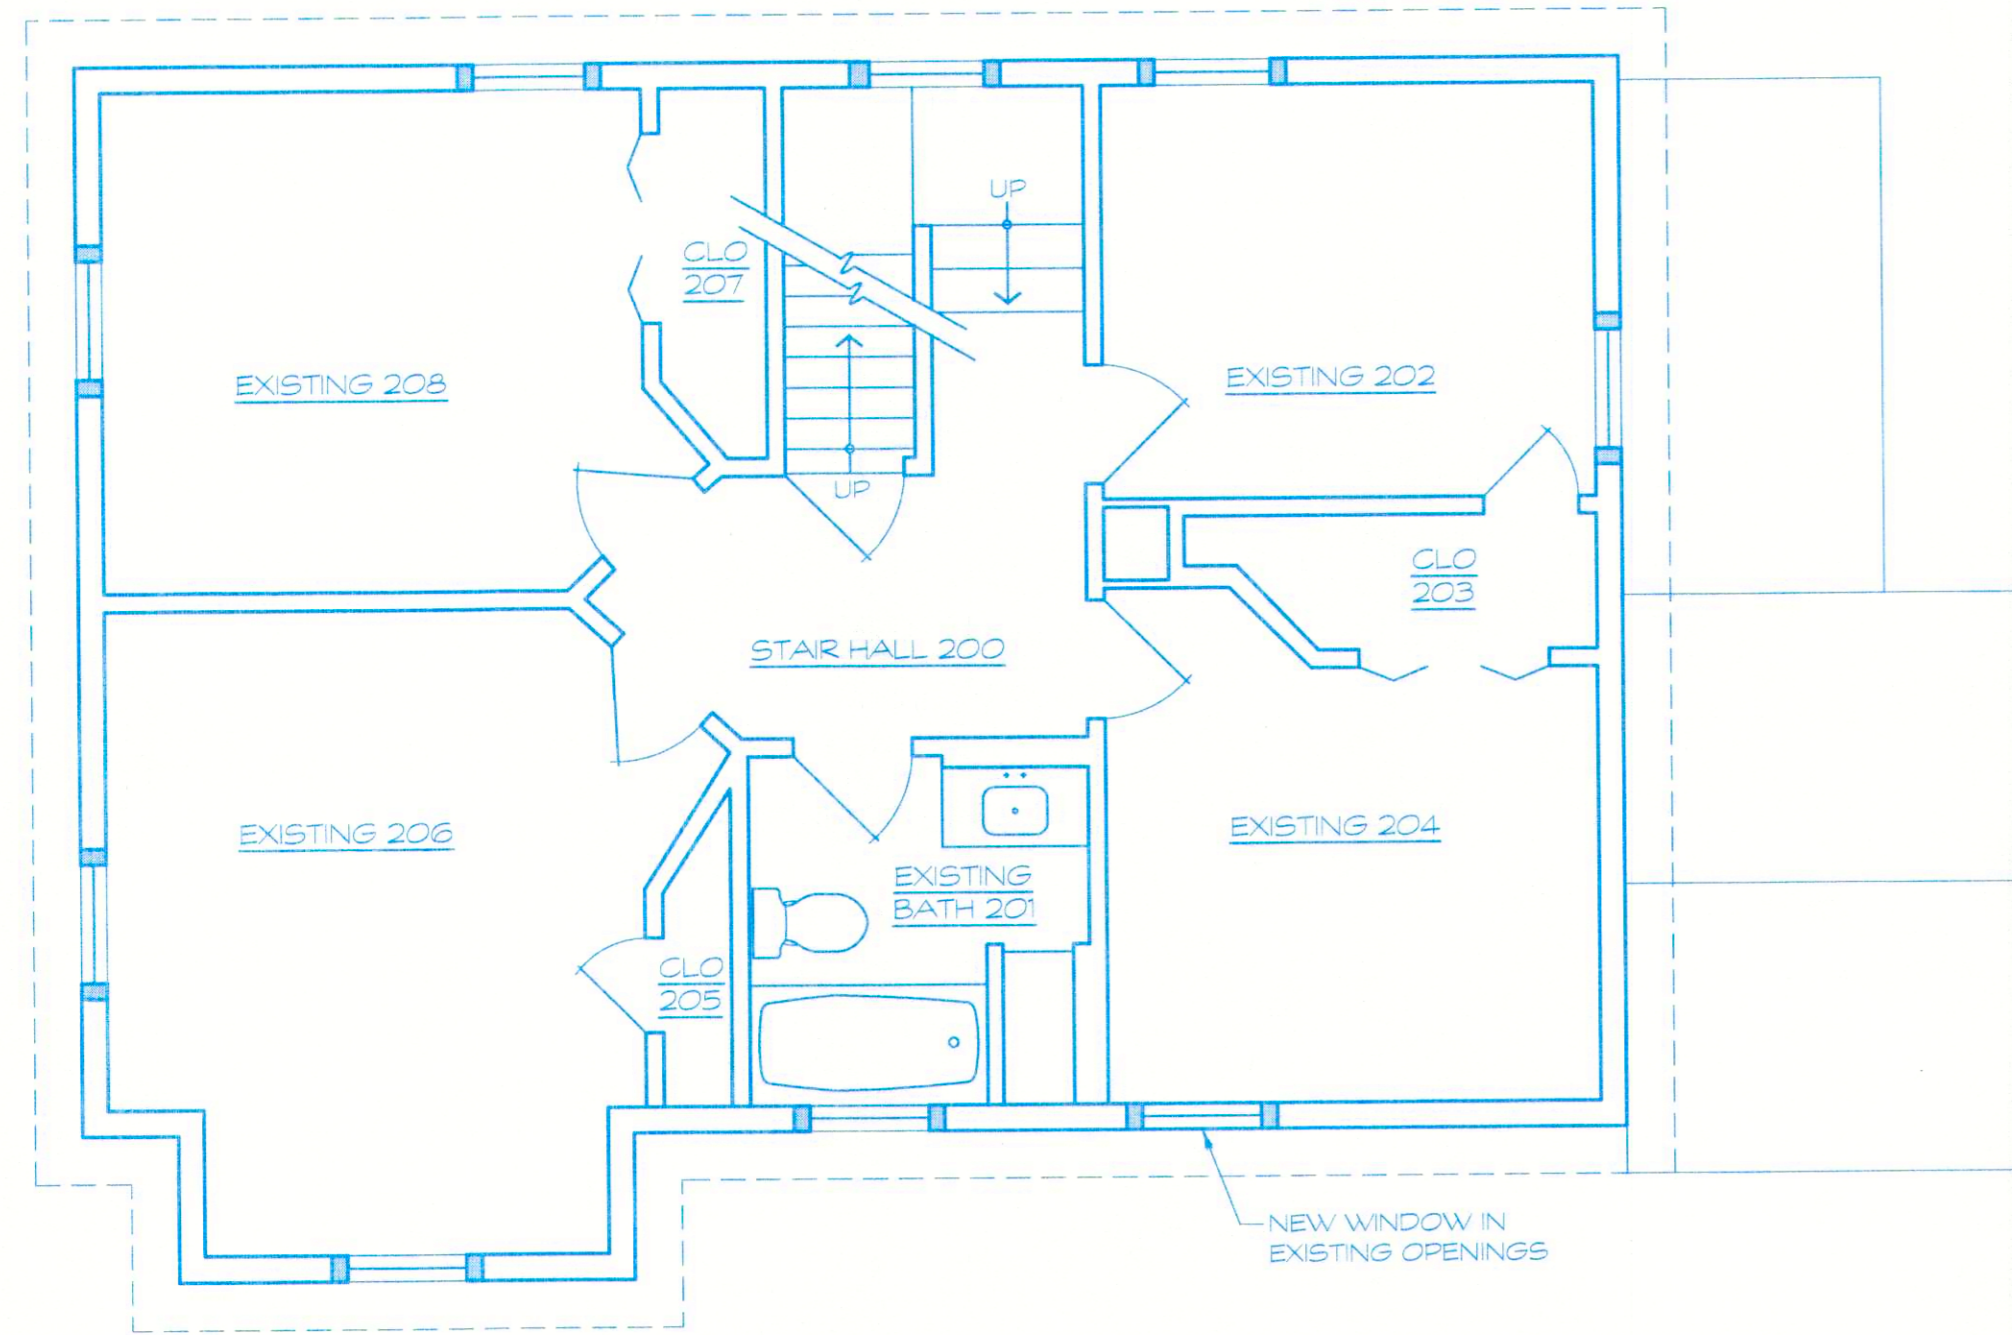 UP
CLO
207
EXISTING 208
EXISTING 202
UP
CLO
203
STAIR HALL 200
EXISTING 206
EXISTING 204
EXISTING
BATH 201
CLO
205
NEW WINDOW IN
EXISTING OPENINGS